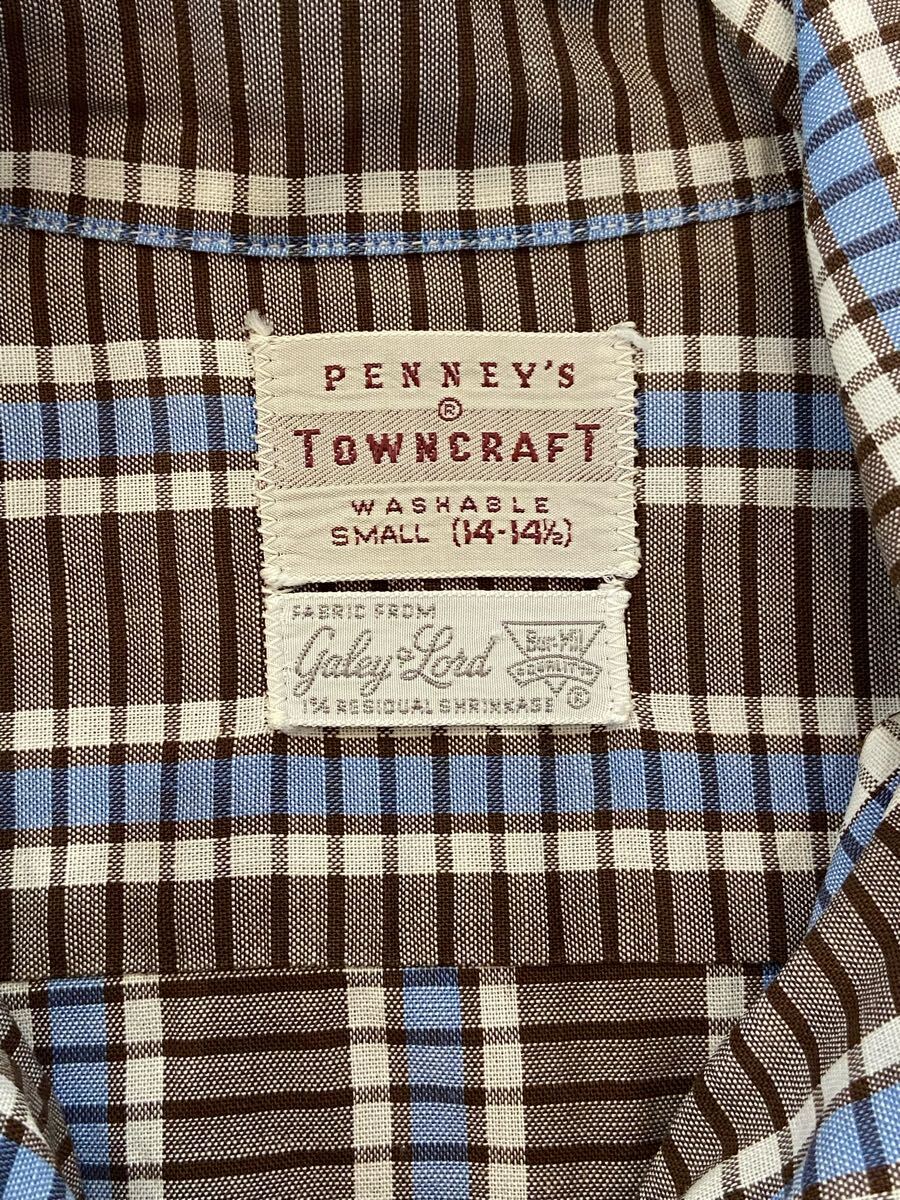 PENNEY'S
®
TOWNCRAFT
WASHABLE
SMALL (14-14½)
FABRIC FROM
Galey & Lord
Bur-Mil
QUALITY
®
1% RESIDUAL SHRINKAGE